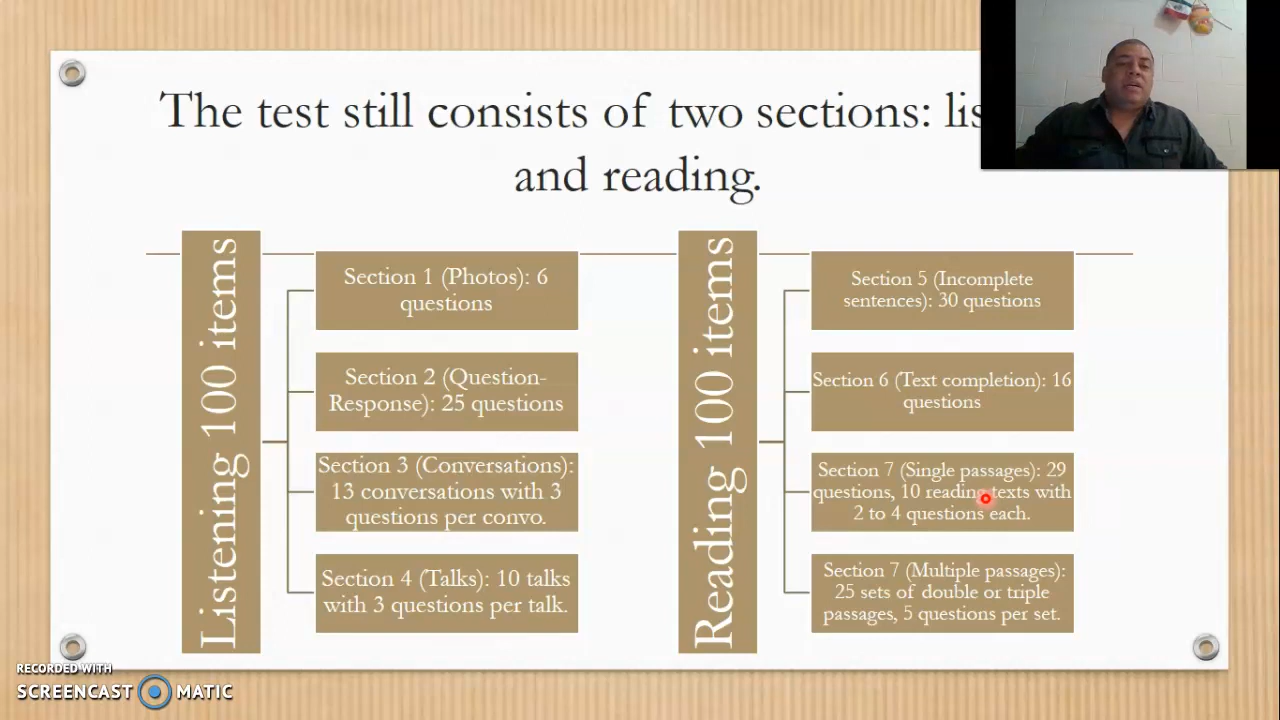 The test still consists of two sections:
and reading.
Listening 100 items
Section 1 (Photos): 6
questions
Section 2 (Question-
Response): 25 questions
Section 3 (Conversations):
13 conversations with 3
questions per convo.
Section 4 (Talks): 10 talks
with 3 questions per talk.
Reading 100 items
Section 5 (Incomplete
sentences): 30 questions
Section 6 (Text completion): 16
questions
Section 7 (Single passages): 29
questions, 10 reading texts with
2 to 4 questions each.
Section 7 (Multiple passages):
25 sets of double or triple
passages, 5 questions per set.
RECORDED WITH
SCREENCAST MATIC